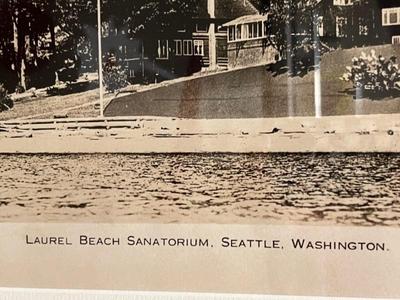 Laurel Beach Sanatorium, Seattle, Washington.